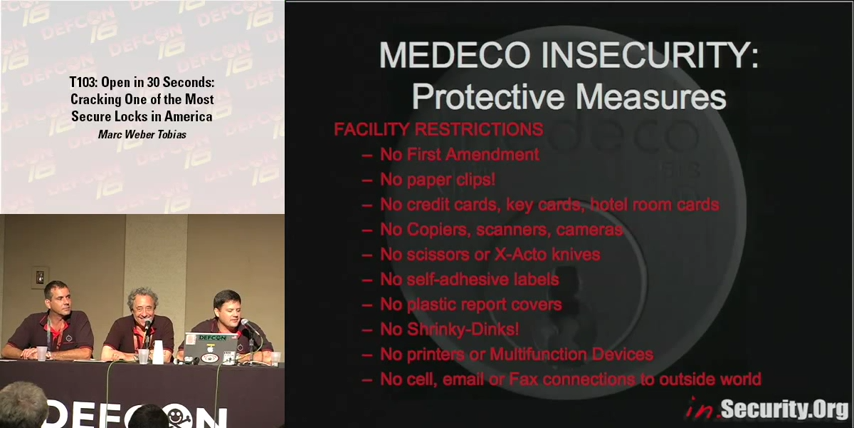 T103: Open in 30 Seconds:
Cracking One of the Most
Secure Locks in America
Marc Weber Tobias
DEFCON
DEFCON
MEDECO INSECURITY:
Protective Measures
FACILITY RESTRICTIONS
– No First Amendment
– No paper clips!
– No credit cards, key cards, hotel room cards
– No Copiers, scanners, cameras
– No scissors or X-Acto knives
– No self-adhesive labels
– No plastic report covers
– No Shrinky-Dinks!
– No printers or Multifunction Devices
– No cell, email or Fax connections to outside world
in.Security.Org